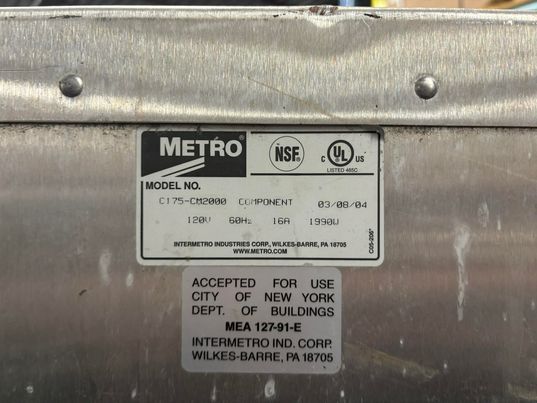 METRO®
NSF®
C UL® US
LISTED 465C
MODEL NO.
C175-CM2000 COMPONENT 03/08/04
120V 60Hz 16A 1990W
INTERMETRO INDUSTRIES CORP., WILKES-BARRE, PA 18705
WWW.METRO.COM
C05-206*
ACCEPTED FOR USE
CITY OF NEW YORK
DEPT. OF BUILDINGS
MEA 127-91-E
INTERMETRO IND. CORP.
WILKES-BARRE, PA 18705